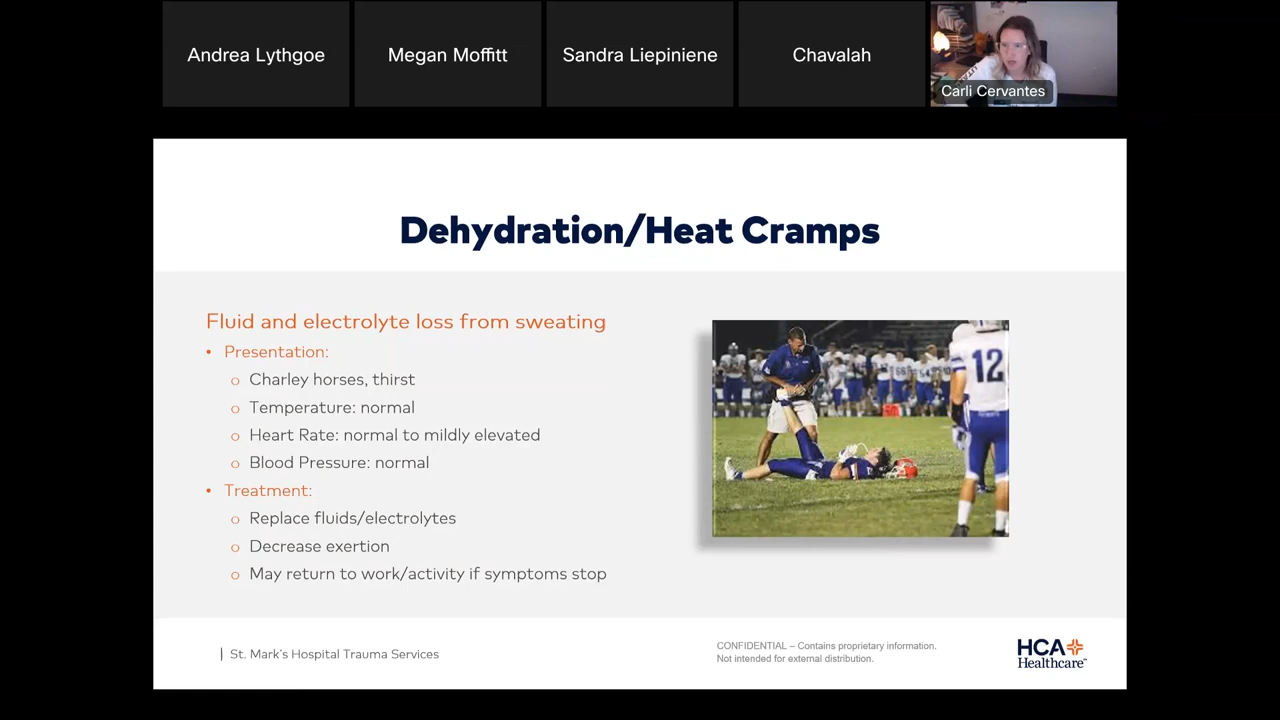 Andrea Lythgoe
Megan Moffitt
Sandra Liepiniene
Chavalah
Carli Cervantes
Dehydration/Heat Cramps
Fluid and electrolyte loss from sweating
• Presentation:
o Charley horses, thirst
o Temperature: normal
o Heart Rate: normal to mildly elevated
o Blood Pressure: normal
• Treatment:
o Replace fluids/electrolytes
o Decrease exertion
o May return to work/activity if symptoms stop
12
| St. Mark's Hospital Trauma Services
CONFIDENTIAL – Contains proprietary information.
Not intended for external distribution.
HCA
Healthcare™